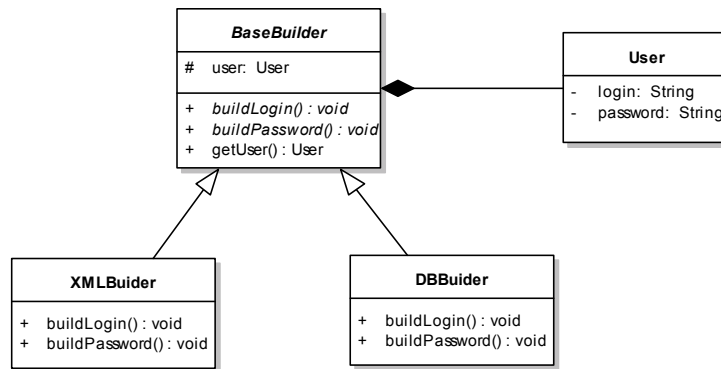 BaseBuilder
# user: User
+ buildLogin() : void
+ buildPassword() : void
+ getUser() : User
User
- login: String
- password: String
XMLBuider
+ buildLogin() : void
+ buildPassword() : void
DBBuider
+ buildLogin() : void
+ buildPassword() : void